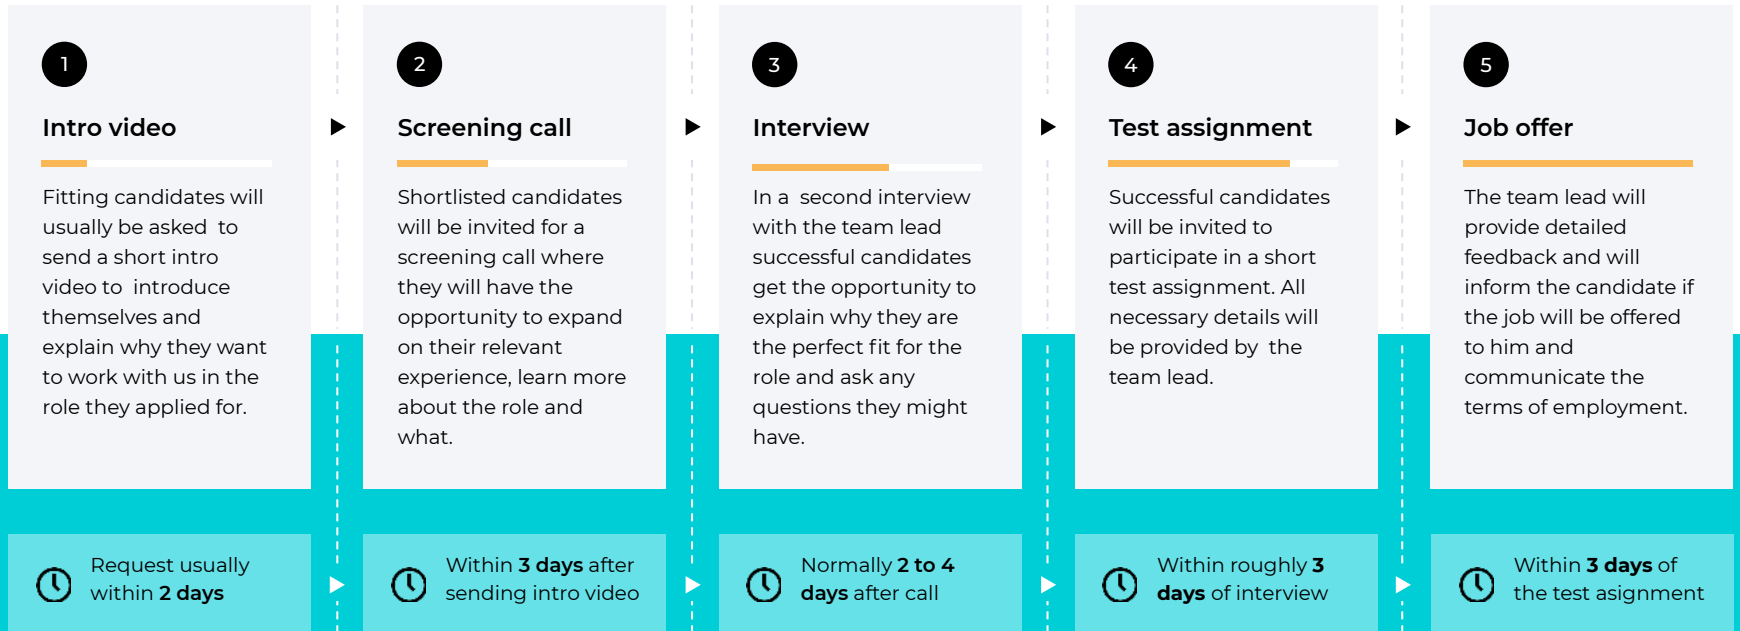 1
Intro video
Fitting candidates will
usually be asked to
send a short intro
video to introduce
themselves and
explain why they want
to work with us in the
role they applied for.
Request usually
within 2 days
2
Screening call
Shortlisted candidates
will be invited for a
screening call where
they will have the
opportunity to expand
on their relevant
experience, learn more
about the role and
what.
Within 3 days after
sending intro video
3
Interview
In a second interview
with the team lead
successful candidates
get the opportunity to
explain why they are
the perfect fit for the
role and ask any
questions they might
have.
Normally 2 to 4
days after call
4
Test assignment
Successful candidates
will be invited to
participate in a short
test assignment. All
necessary details will
be provided by the
team lead.
Within roughly 3
days of interview
5
Job offer
The team lead will
provide detailed
feedback and will
inform the candidate if
the job will be offered
to him and
communicate the
terms of employment.
Within 3 days of
the test asignment